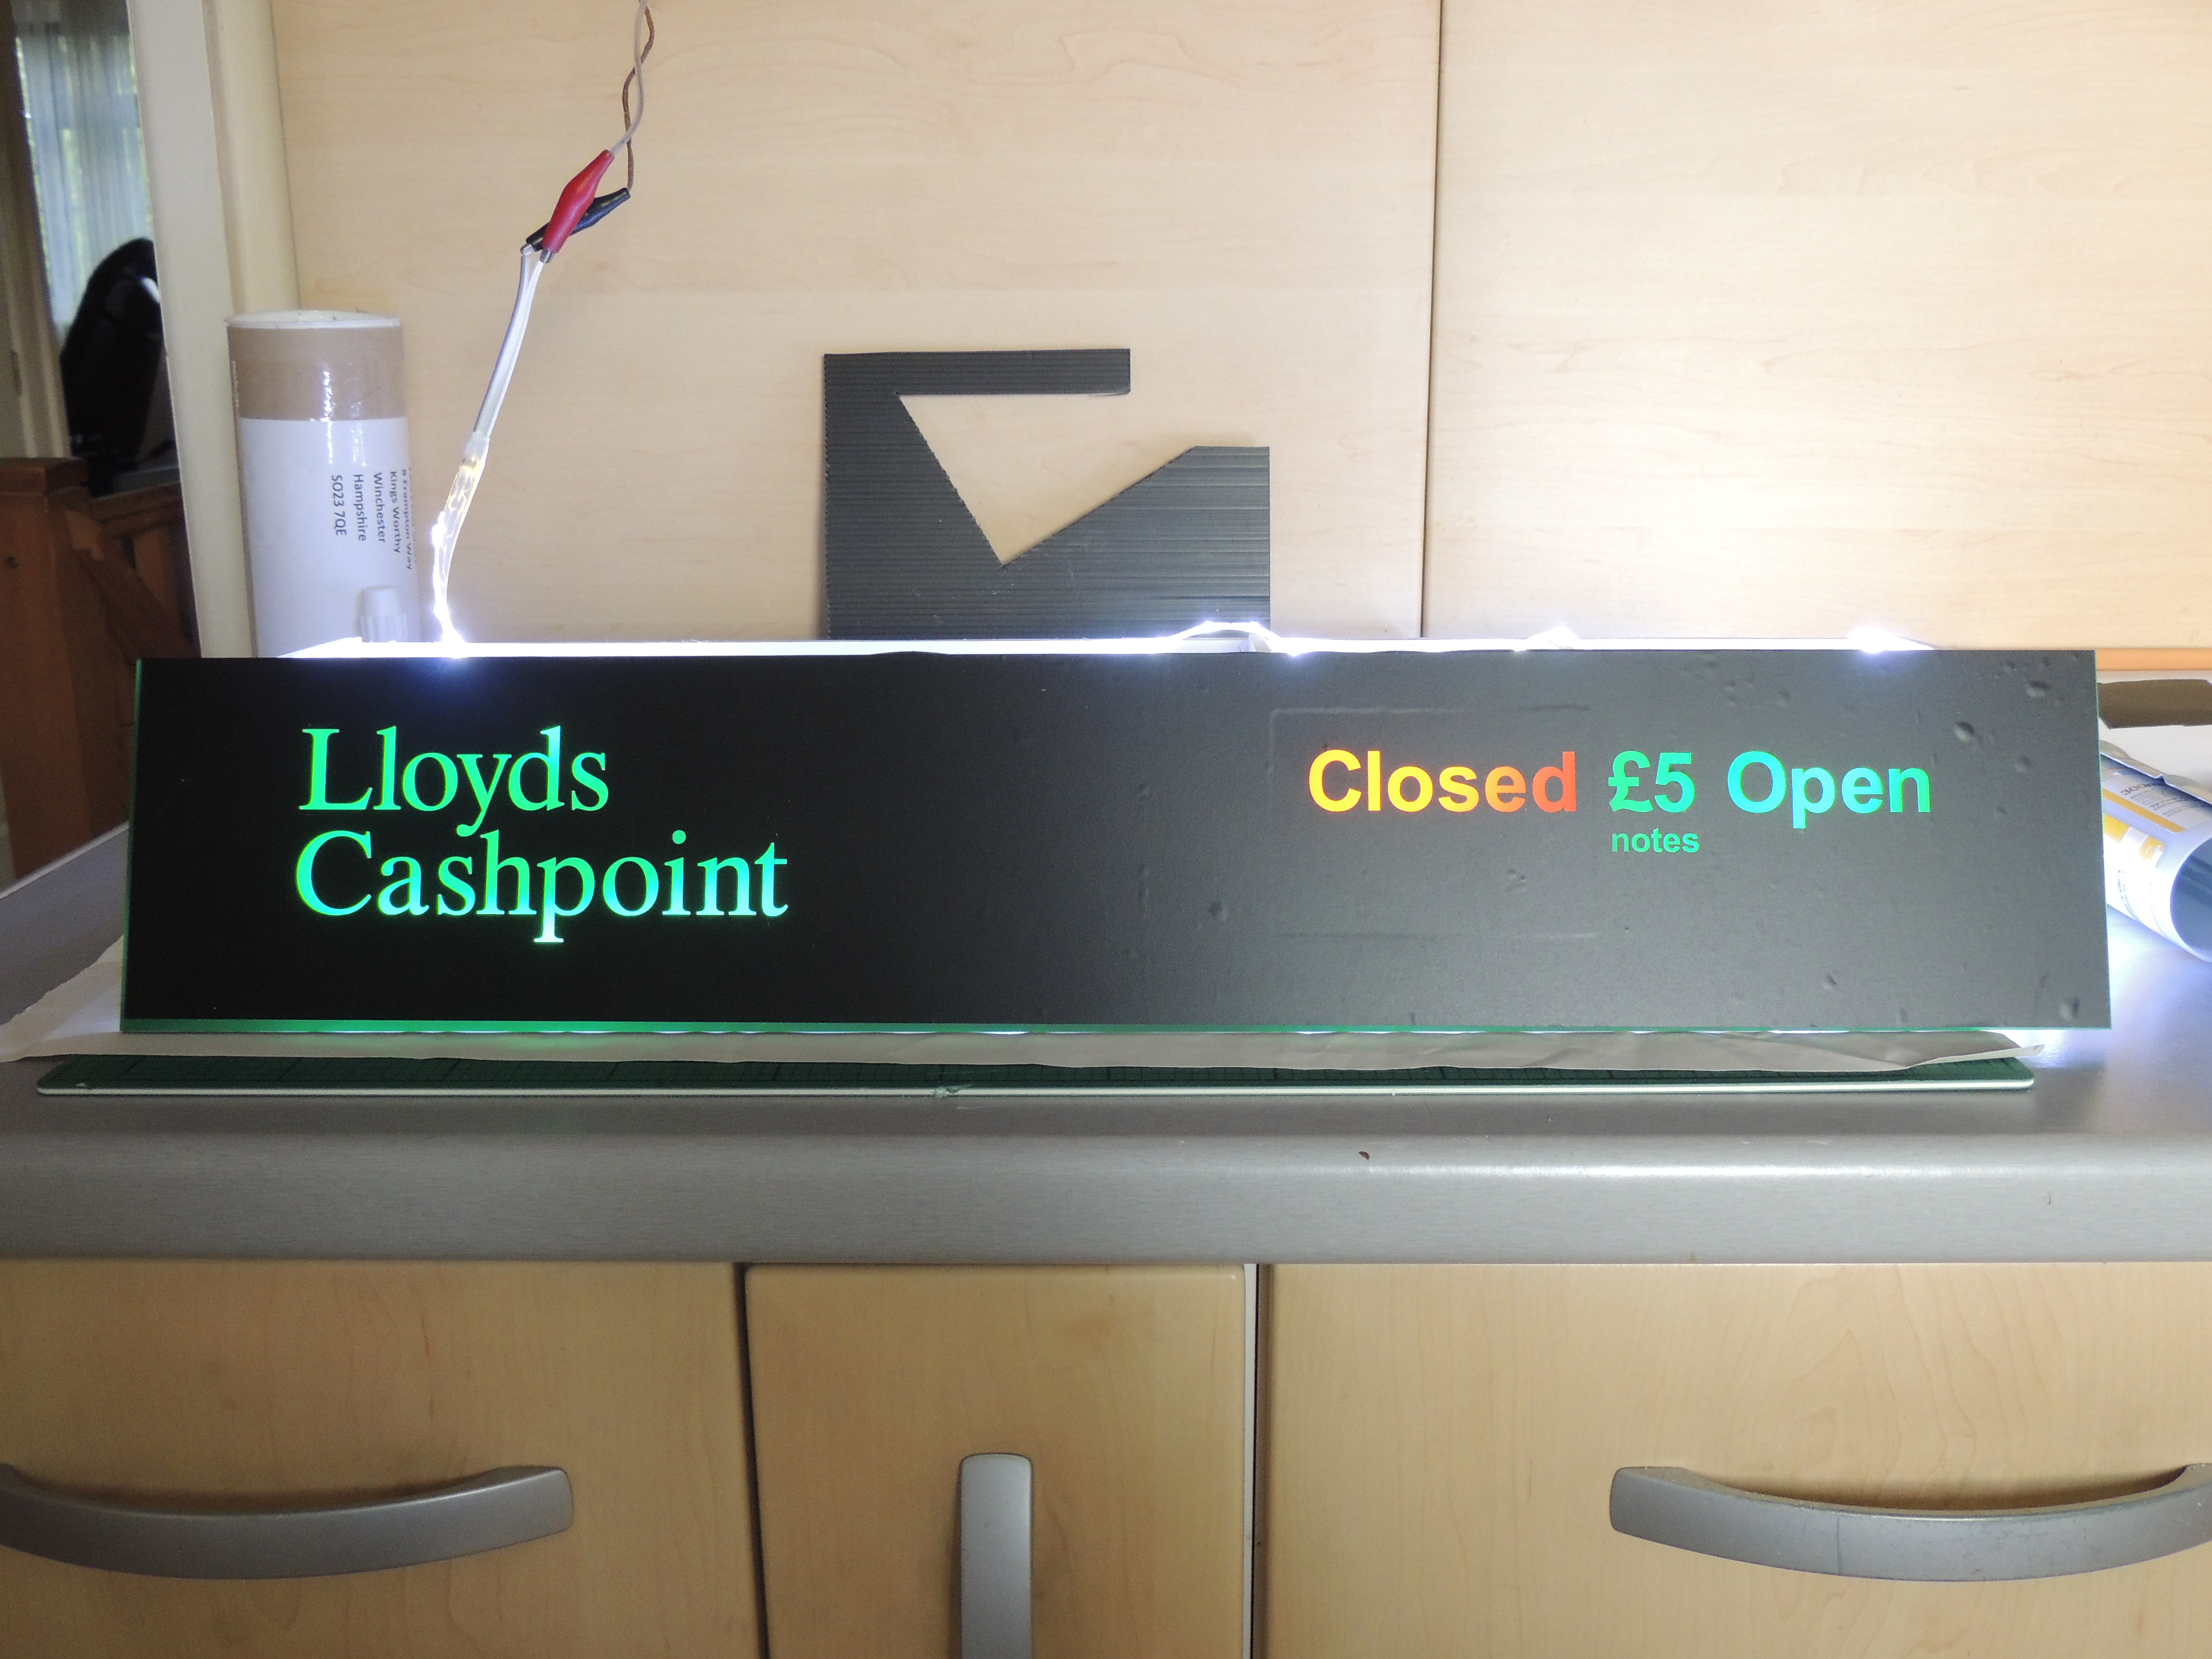 Lloyds
Cashpoint
Closed £5 Open
notes
Kings Worthy
Winchester
Hampshire
SO23 7QE